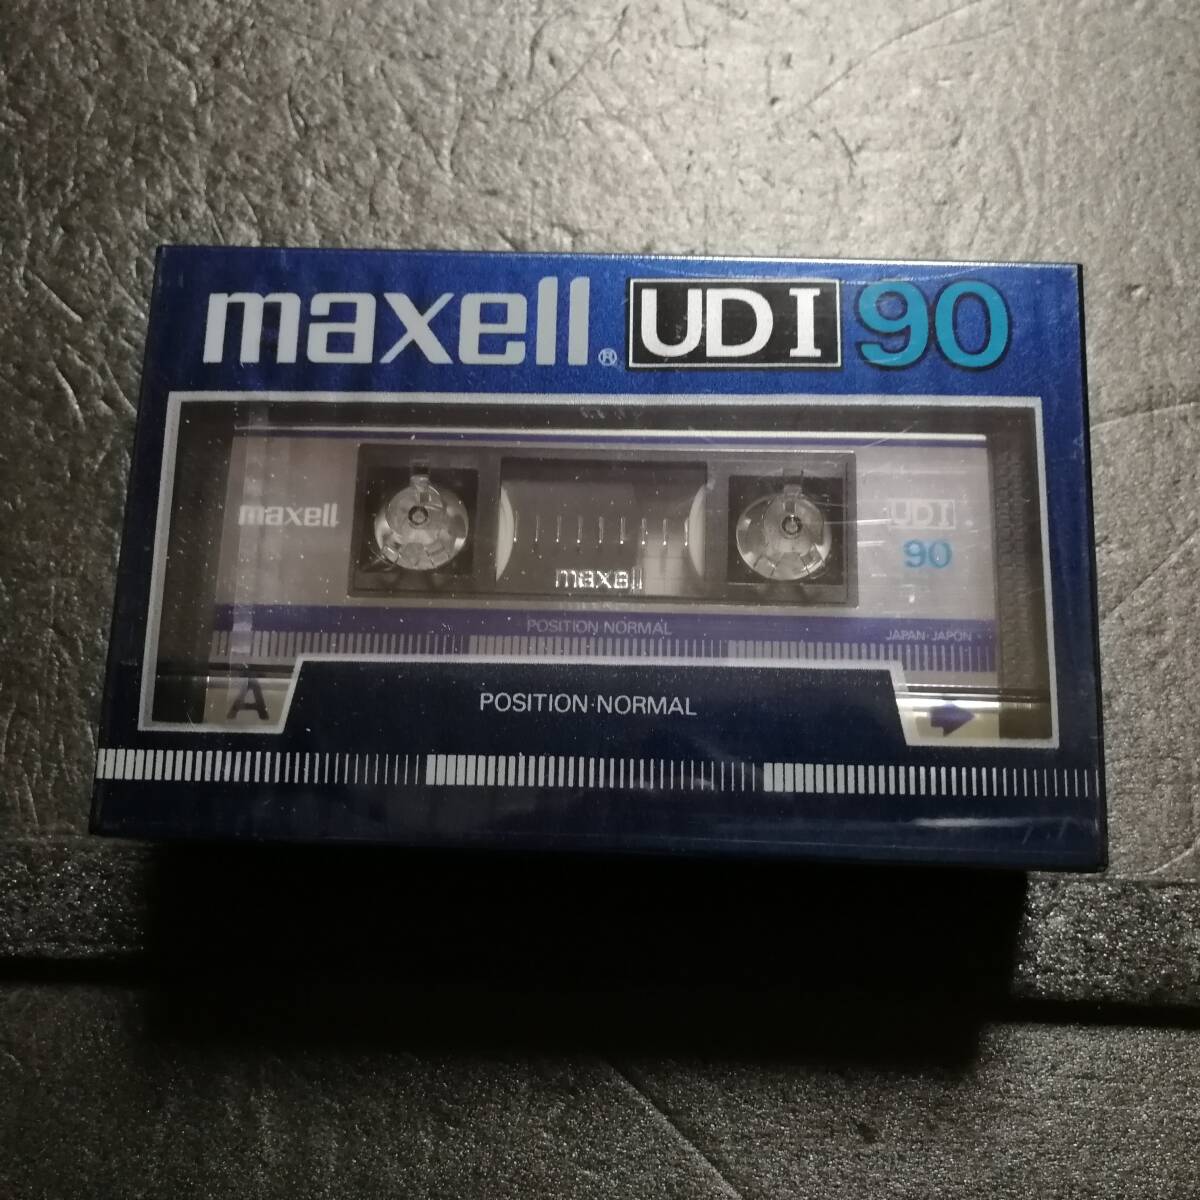 maxell® UD I 90
maxell
UD I
90
maxell
POSITION NORMAL
JAPAN·JAPON
A
POSITION·NORMAL